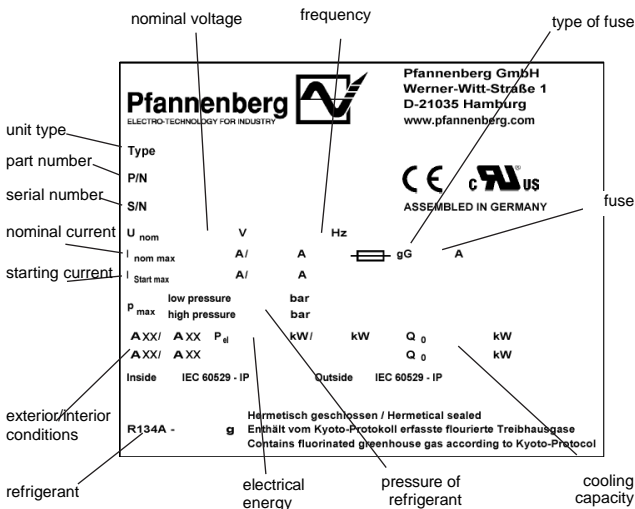 nominal voltage
frequency
type of fuse
Pfannenberg
ELECTRO-TECHNOLOGY FOR INDUSTRY
Pfannenberg GmbH
Werner-Witt-Straße 1
D-21035 Hamburg
www.pfannenberg.com
unit type
Type
part number
P/N
CE c RU US
serial number
S/N
ASSEMBLED IN GERMANY
fuse
nominal current
U nom V Hz
I nom max A/ A gG A
starting current
I Start max A/ A
p max low pressure bar
high pressure bar
A XX/ A XX P el kW/ kW Q 0 kW
A XX/ A XX Q 0 kW
Inside IEC 60529 - IP Outside IEC 60529 - IP
exterior/interior
conditions
Hermetisch geschlossen / Hermetical sealed
R134A - g Enthält vom Kyoto-Protokoll erfasste flourierte Treibhausgase
Contains fluorinated greenhouse gas according to Kyoto-Protocol
refrigerant
electrical
energy
pressure of
refrigerant
cooling
capacity